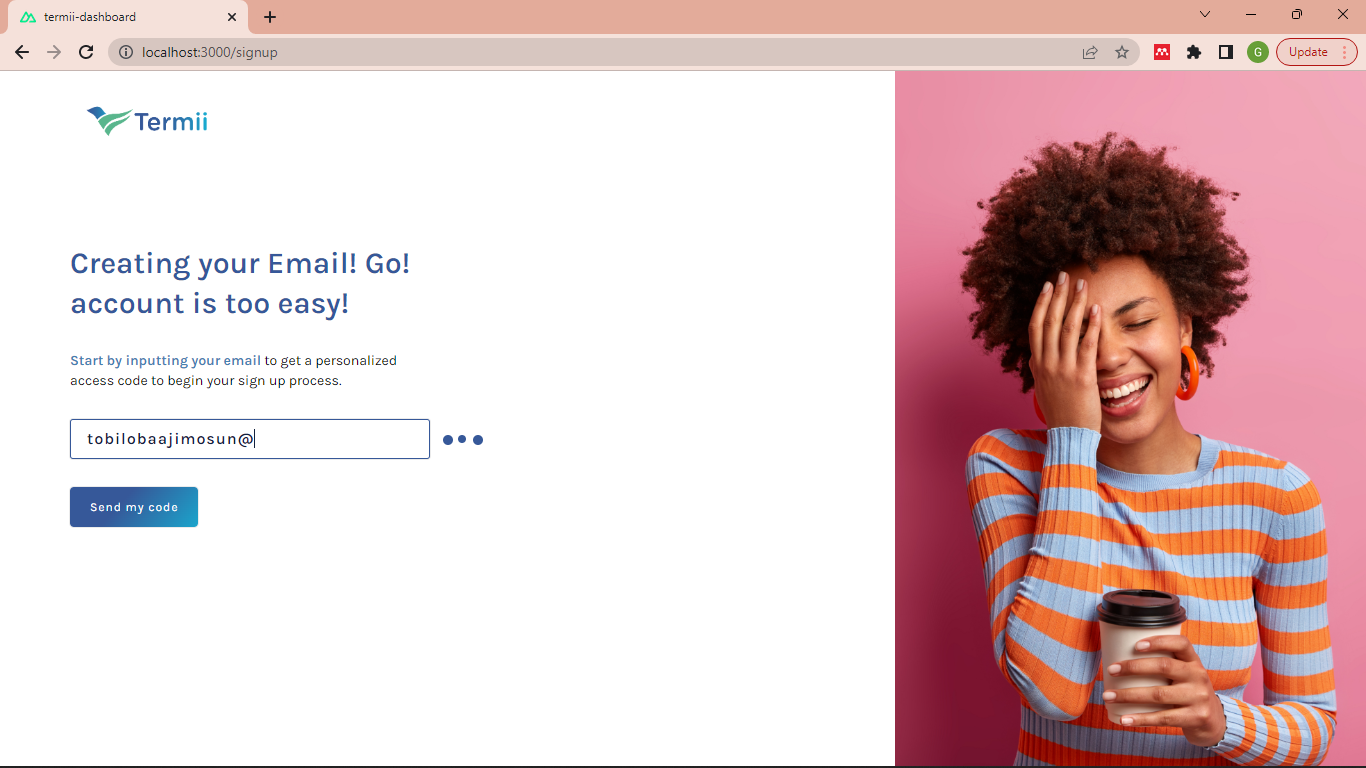 termii-dashboard
localhost:3000/signup
G
Update
Termii
Creating your Email! Go!
account is too easy!
Start by inputting your email to get a personalized
access code to begin your sign up process.
tobilobaajimosun@
Send my code